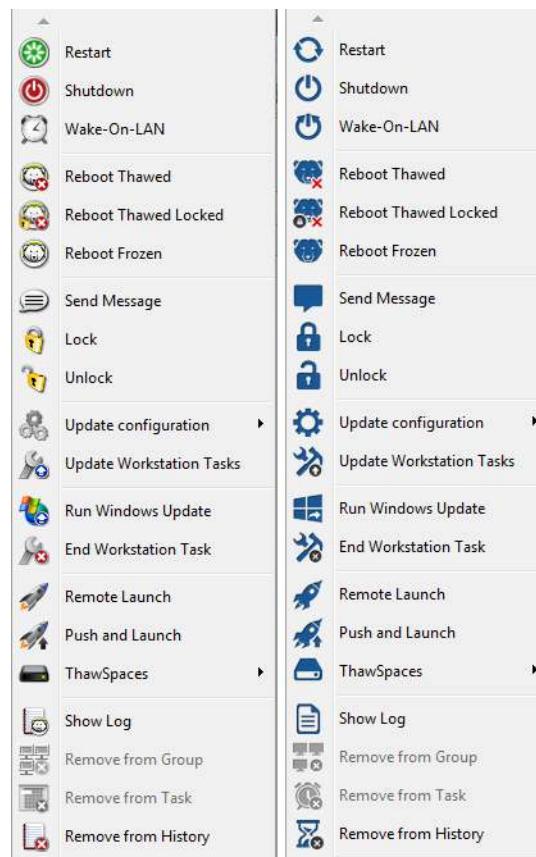 Restart
Shutdown
Wake-On-LAN
Reboot Thawed
Reboot Thawed Locked
Reboot Frozen
Send Message
Lock
Unlock
Update configuration
Update Workstation Tasks
Run Windows Update
End Workstation Task
Remote Launch
Push and Launch
ThawSpaces
Show Log
Remove from Group
Remove from Task
Remove from History
Restart
Shutdown
Wake-On-LAN
Reboot Thawed
Reboot Thawed Locked
Reboot Frozen
Send Message
Lock
Unlock
Update configuration
Update Workstation Tasks
Run Windows Update
End Workstation Task
Remote Launch
Push and Launch
ThawSpaces
Show Log
Remove from Group
Remove from Task
Remove from History